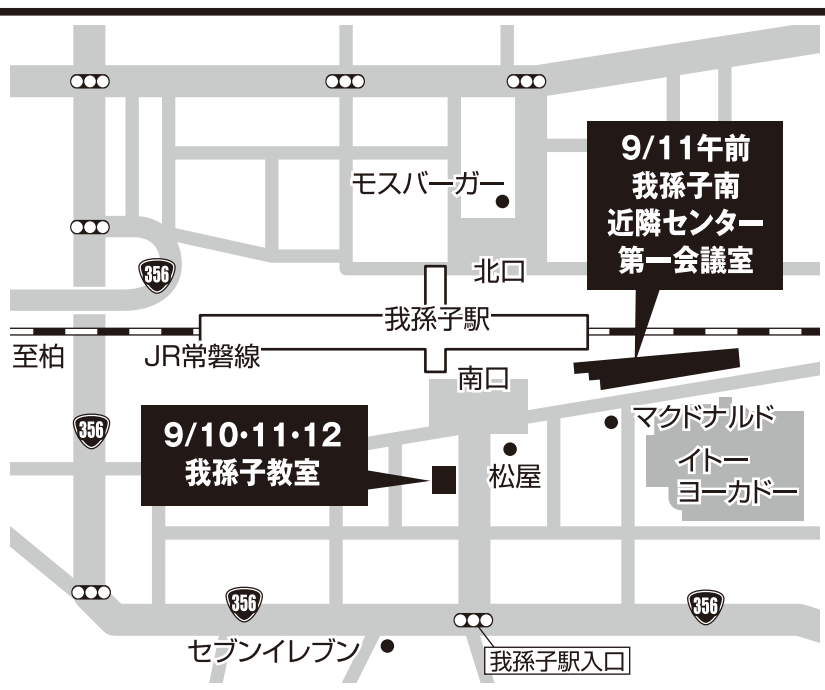 9/11午前
我孫子南
近隣センター
第一会議室
モスバーガー
北口
356
我孫子駅
至柏
JR常磐線
南口
356
9/10・11・12
我孫子教室
マクドナルド
松屋
イトー
ヨーカドー
356
356
セブンイレブン
我孫子駅入口